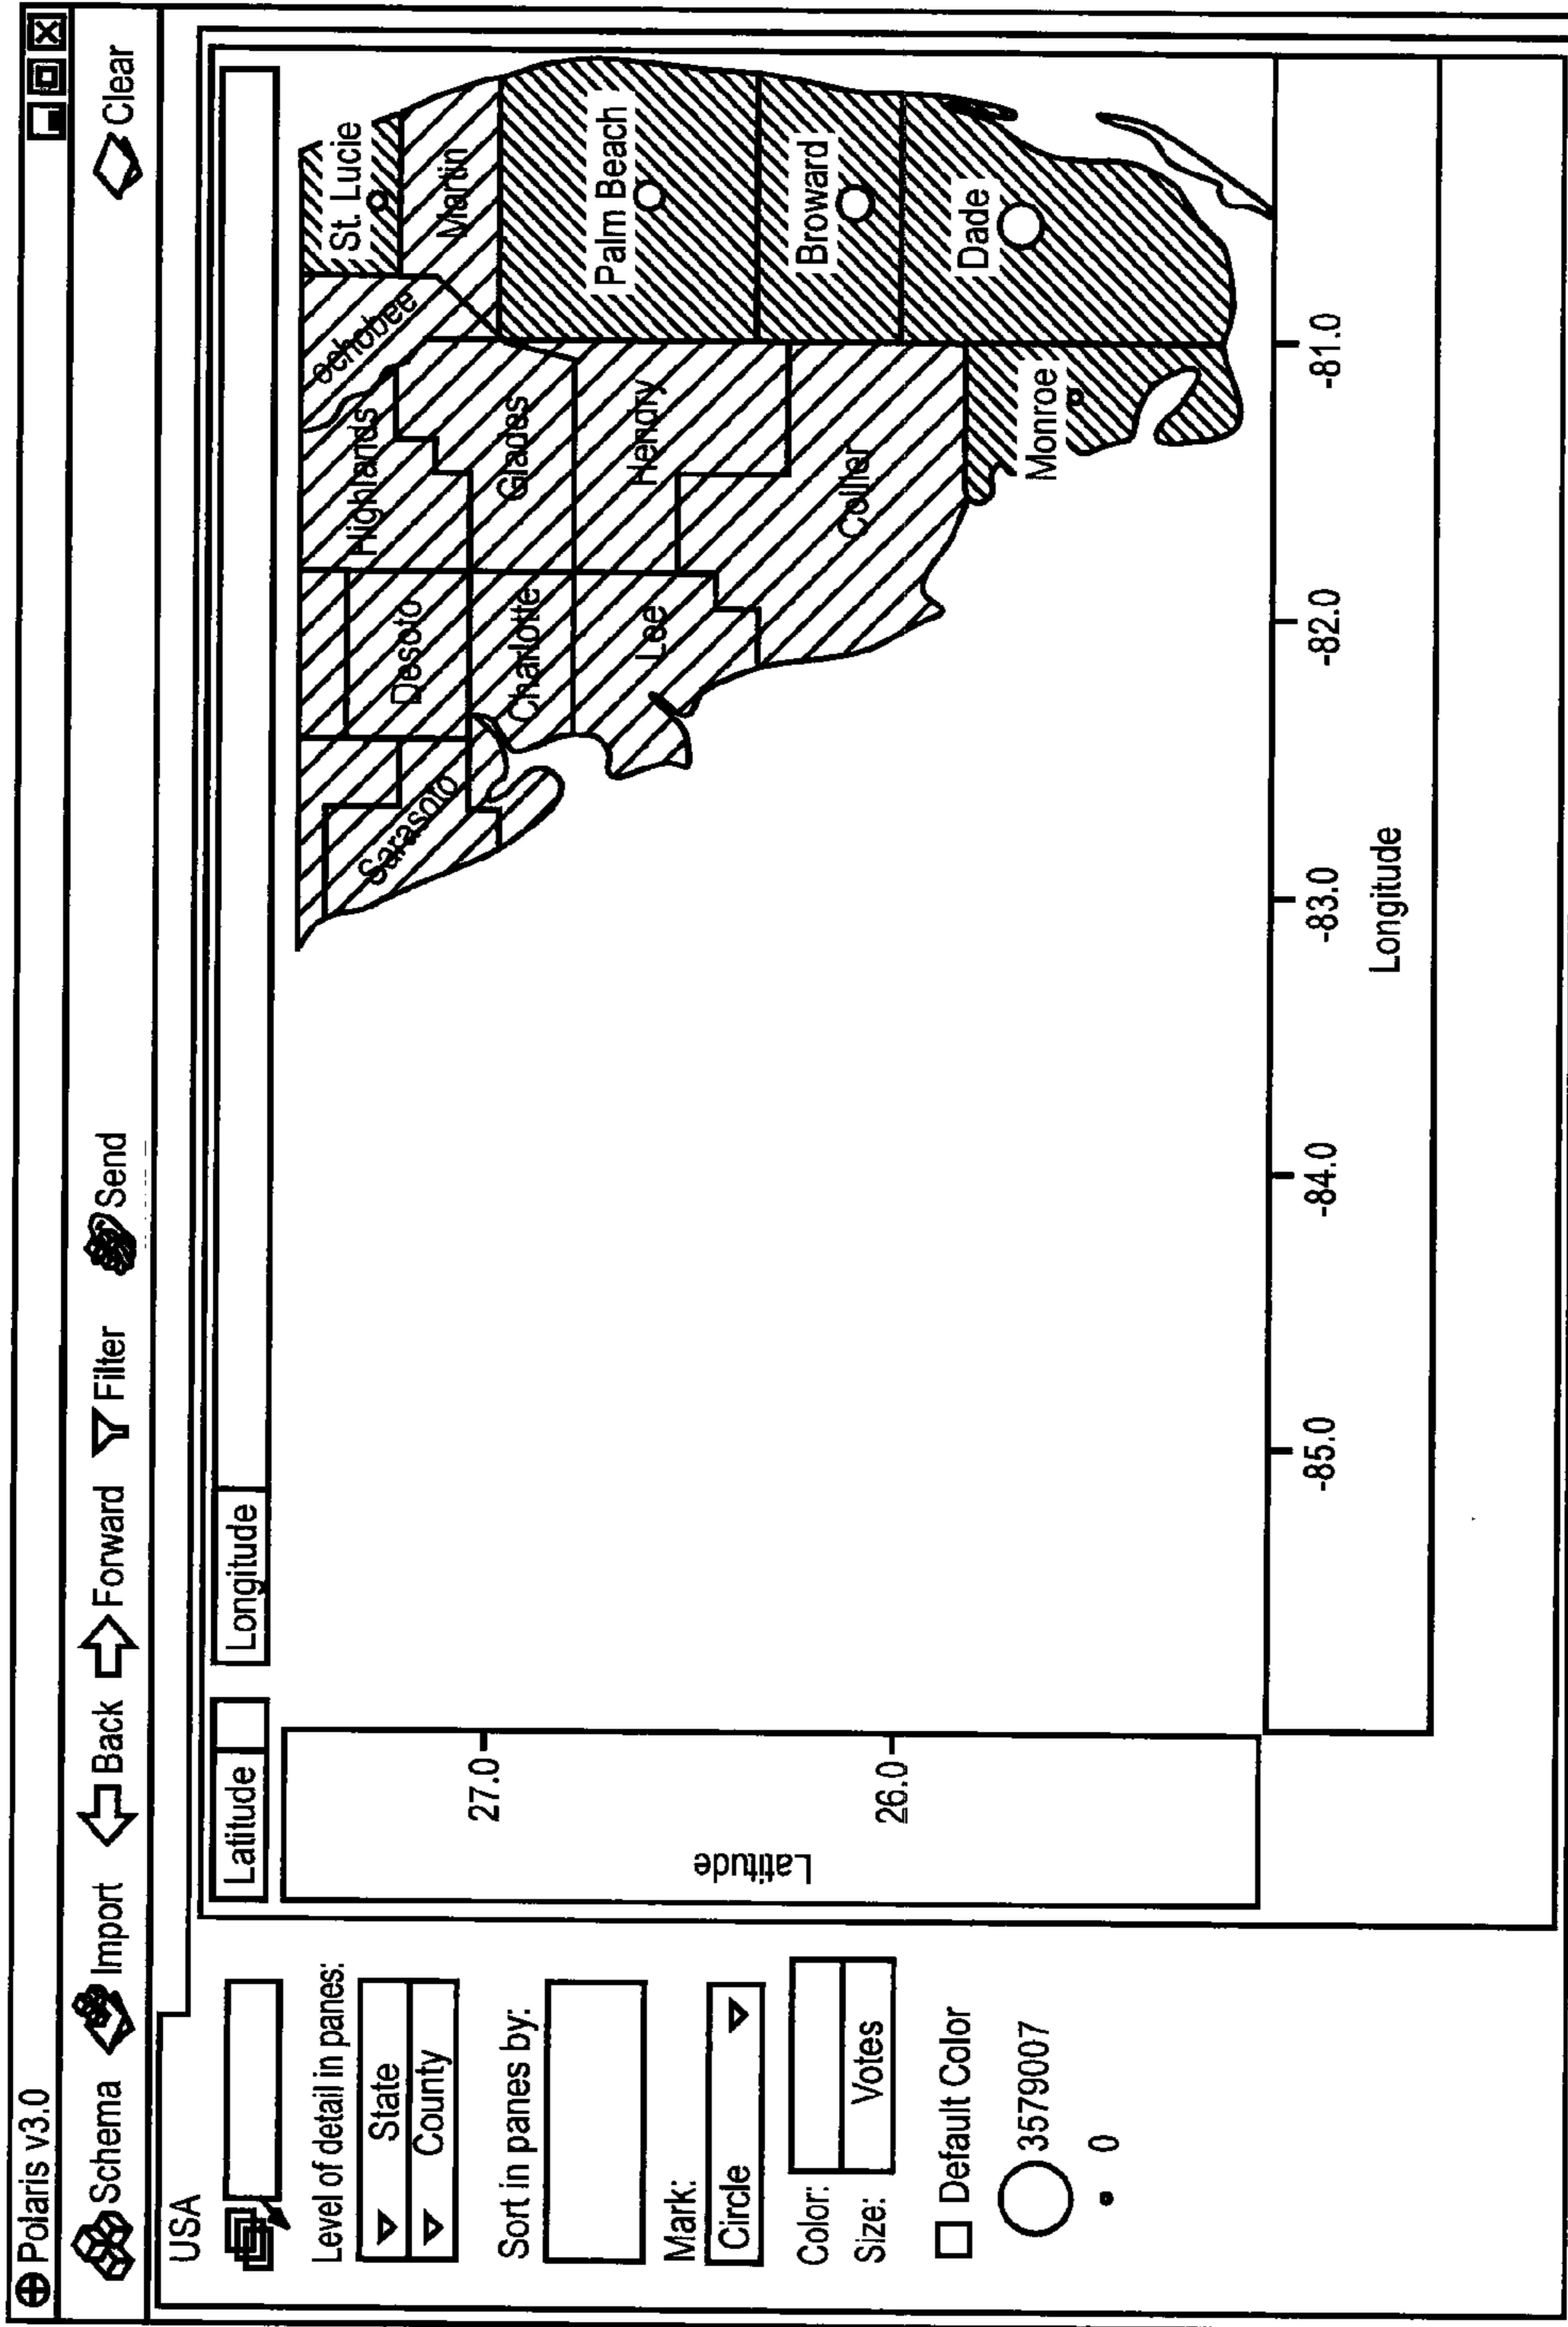 Polaris v3.0
Schema Import Back Forward Filter Send Clear
USA
Level of detail in panes:
State
County
Sort in panes by:
Mark:
Circle
Color:
Size: Votes
Default Color
3579007
0
Latitude Longitude
Latitude
27.0
26.0
St. Lucie
eehobee
Martin
Highlands
Desoto
Sarasoto
Glades
Charlotte
Palm Beach
Hendry
Lee
Broward
Collier
Dade
Monroe
-85.0 -84.0 -83.0 -82.0 -81.0
Longitude